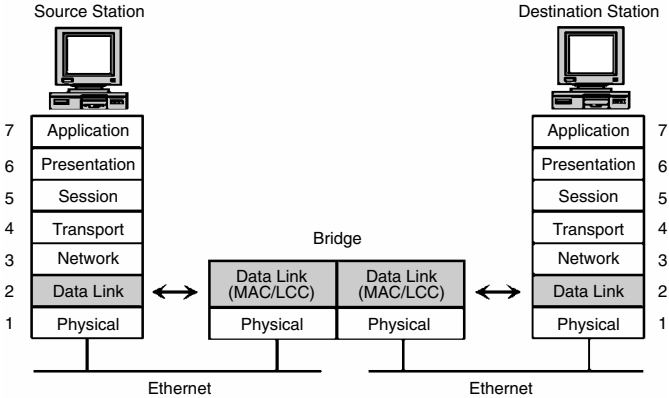 Source Station
Destination Station
7 Application
Application 7
6 Presentation
Presentation 6
5 Session
Session 5
4 Transport
Transport 4
Bridge
3 Network
Network 3
Data Link
(MAC/LCC)
Data Link
(MAC/LCC)
2 Data Link
Data Link 2
1 Physical
Physical
Physical
Physical 1
Ethernet
Ethernet